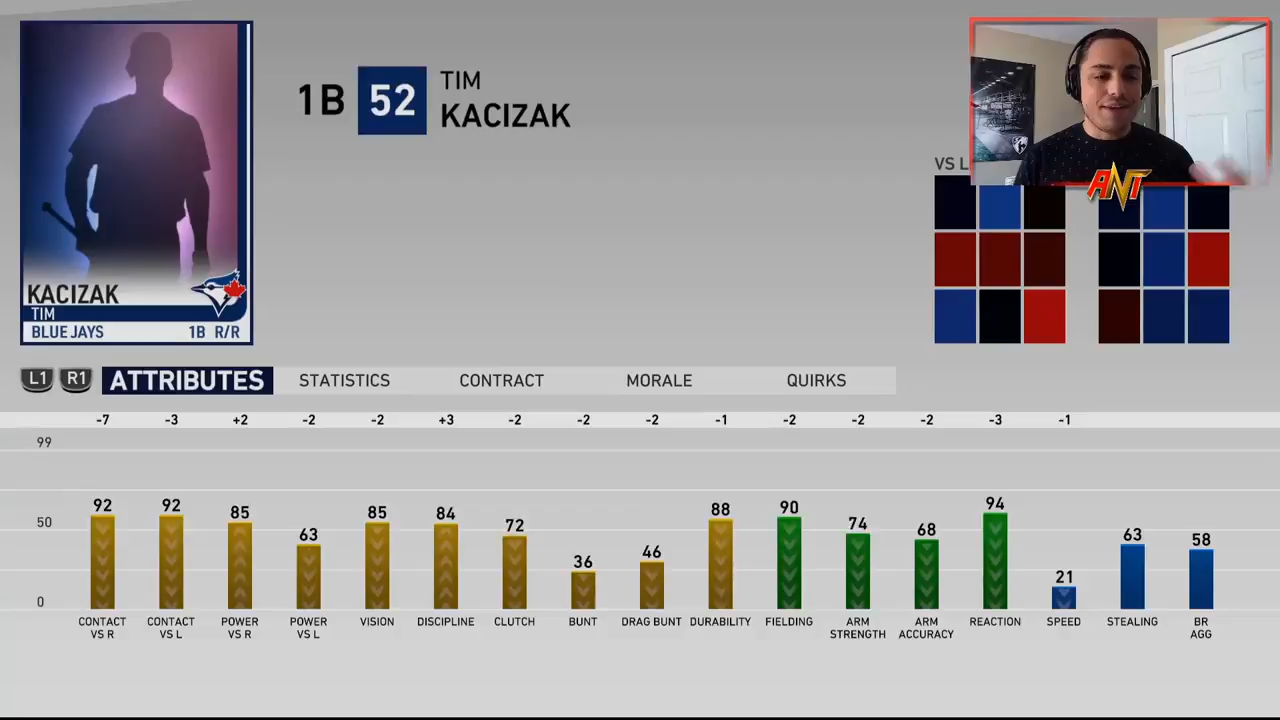 1B 52 TIM
KACIZAK
KACIZAK
TIM
BLUE JAYS 1B R/R
VS L
ANT
L1 R1 ATTRIBUTES STATISTICS CONTRACT MORALE QUIRKS
-7 -3 +2 -2 -2 +3 -2 -2 -2 -1 -2 -2 -2 -3 -1
99
50
0
92 92 85 63 85 84 72 36 46 88 90 74 68 94 21 63 58
CONTACT VS R
CONTACT VS L
POWER VS R
POWER VS L
VISION
DISCIPLINE
CLUTCH
BUNT
DRAG BUNT
DURABILITY
FIELDING
ARM STRENGTH
ARM ACCURACY
REACTION
SPEED
STEALING
BR AGG